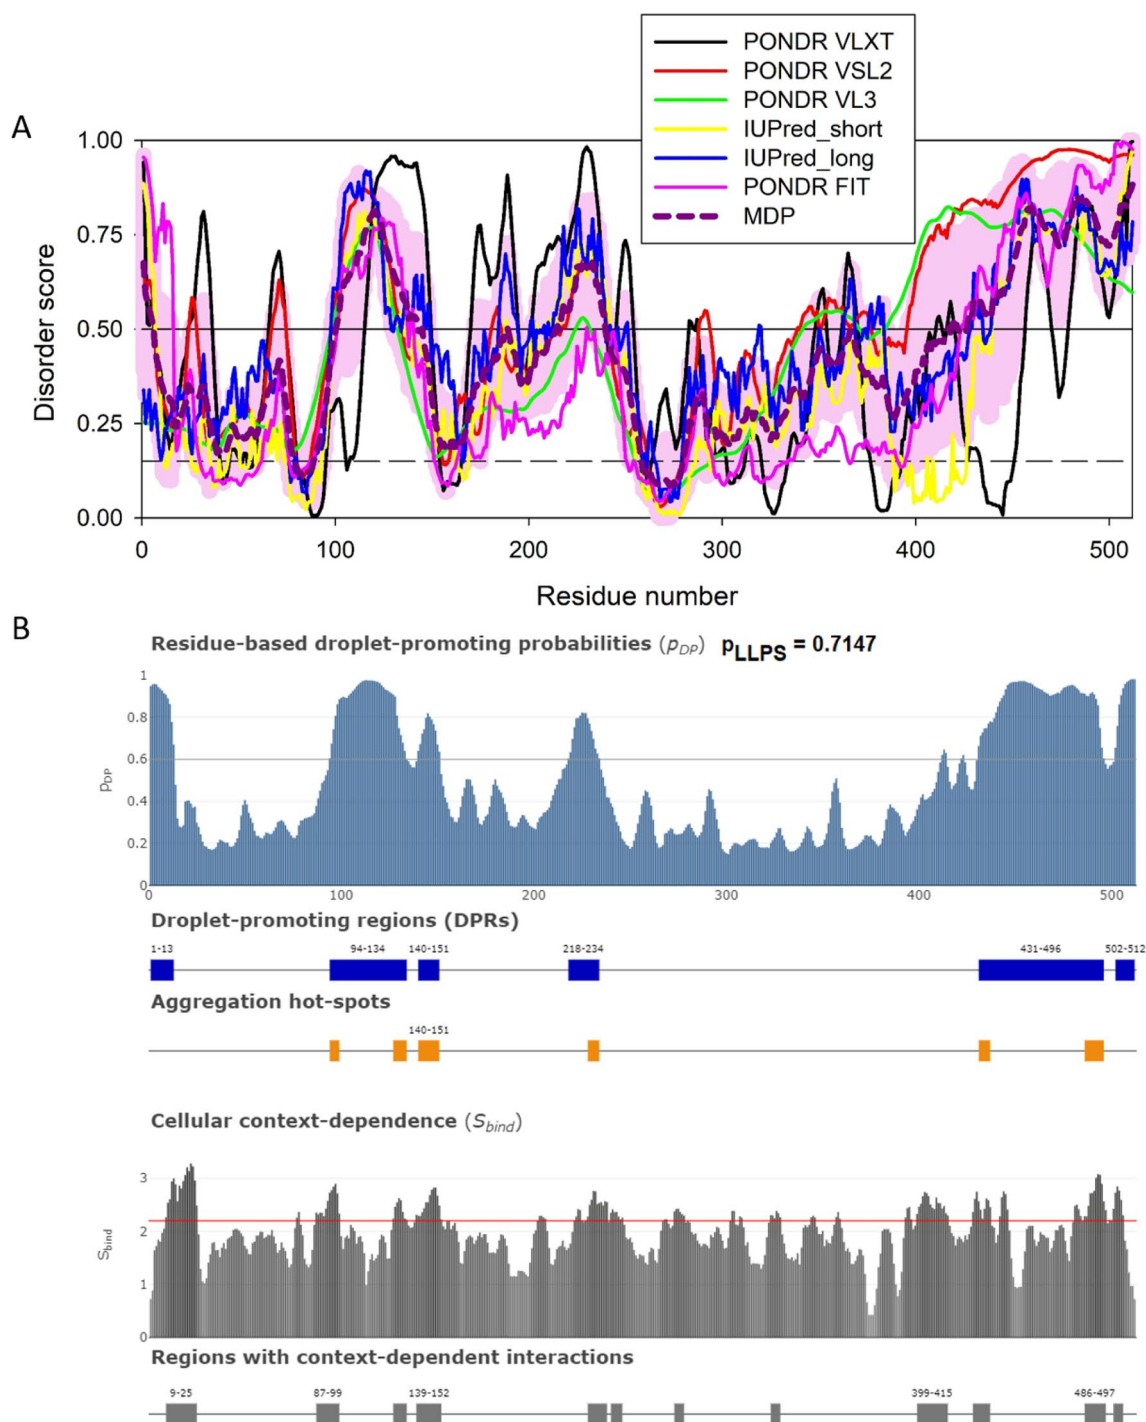 A
PONDR VLXT
PONDR VSL2
PONDR VL3
IUPred_short
IUPred_long
PONDR FIT
MDP
1.00
0.75
0.50
0.25
0.00
Disorder score
0 100 200 300 400 500
Residue number
B
Residue-based droplet-promoting probabilities (pDP) pLLPS = 0.7147
1
0.8
0.6
0.4
0.2
0
pDP
0 100 200 300 400 500
Droplet-promoting regions (DPRs)
1-13 94-134 140-151 218-234 431-496 502-512
Aggregation hot-spots
140-151
Cellular context-dependence (Sbind)
3
2
1
0
Sbind
Regions with context-dependent interactions
9-25 87-99 139-152 399-415 486-497